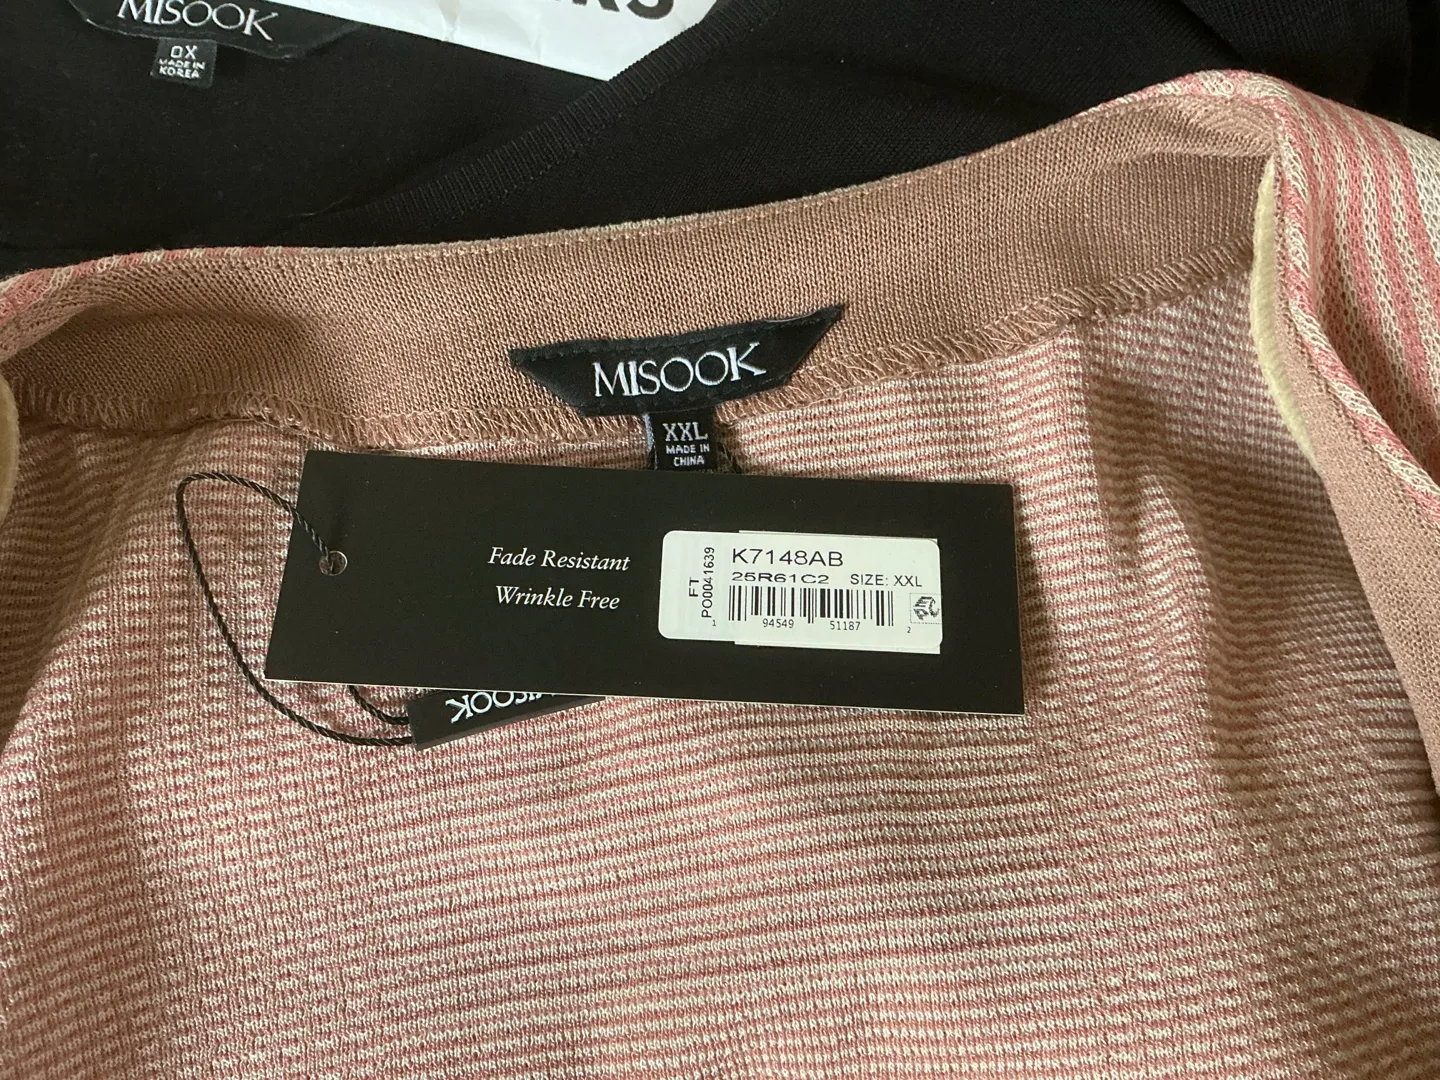 MISOOK
0X
MADE IN
KOREA
MISOOK
XXL
MADE IN
CHINA
Fade Resistant
Wrinkle Free
FT
PO0041639
K7148AB
25R61C2 SIZE: XXL
1 94549 51187 2
MISOOK